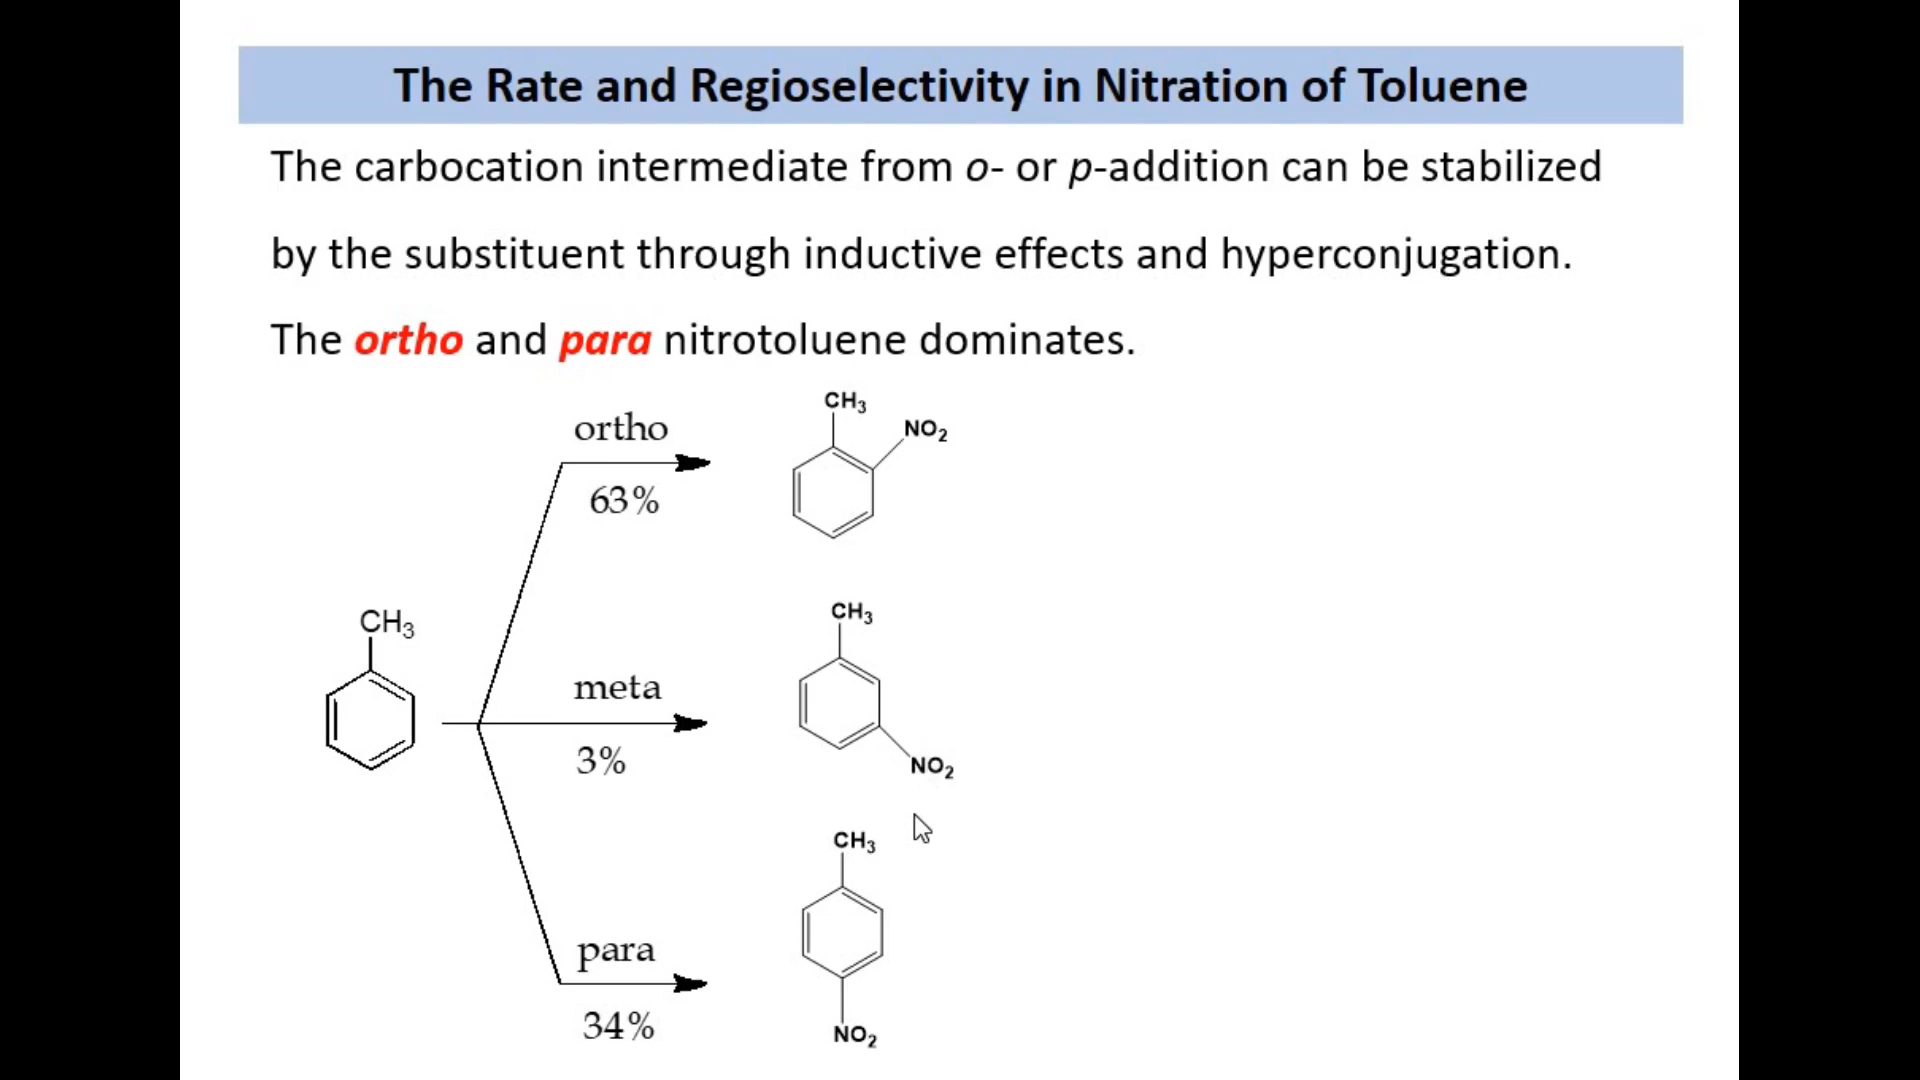 The Rate and Regioselectivity in Nitration of Toluene
The carbocation intermediate from o- or p-addition can be stabilized
by the substituent through inductive effects and hyperconjugation.
The ortho and para nitrotoluene dominates.
CH₃
NO₂
ortho
63%
CH₃
CH₃
meta
3%
NO₂
CH₃
para
34%
NO₂